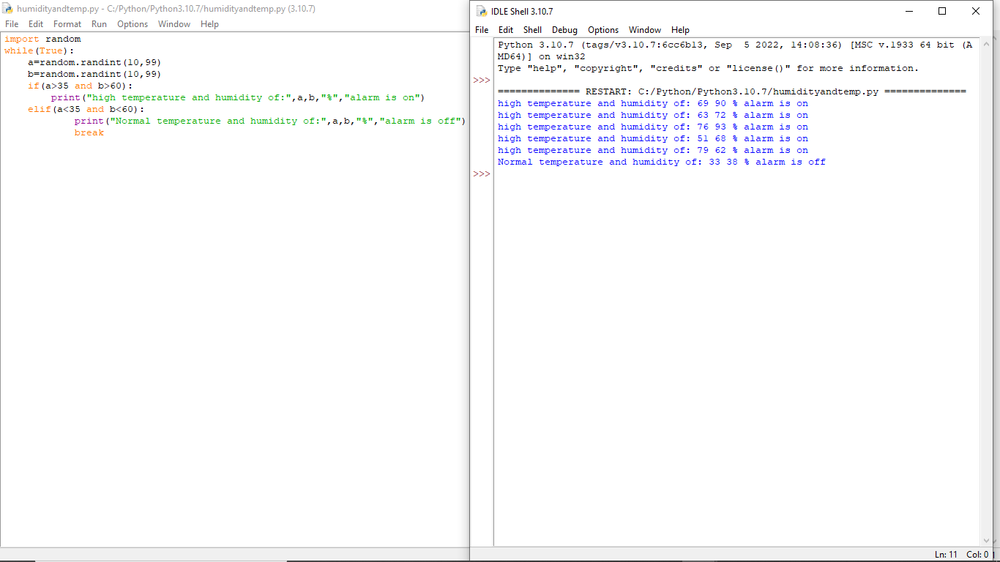 humidityandtemp.py - C:/Python/Python3.10.7/humidityandtemp.py (3.10.7)
File Edit Format Run Options Window Help
import random
while(True):
    a=random.randint(10,99)
    b=random.randint(10,99)
    if(a>35 and b>60):
        print("high temperature and humidity of:",a,b,"%","alarm is on")
    elif(a<35 and b<60):
            print("Normal temperature and humidity of:",a,b,"%","alarm is off")
            break
IDLE Shell 3.10.7
File Edit Shell Debug Options Window Help
Python 3.10.7 (tags/v3.10.7:6cc6b13, Sep  5 2022, 14:08:36) [MSC v.1933 64 bit (A
MD64)] on win32
Type "help", "copyright", "credits" or "license()" for more information.
>>>
============== RESTART: C:/Python/Python3.10.7/humidityandtemp.py ==============
high temperature and humidity of: 69 90 % alarm is on
high temperature and humidity of: 63 72 % alarm is on
high temperature and humidity of: 76 93 % alarm is on
high temperature and humidity of: 51 68 % alarm is on
high temperature and humidity of: 79 62 % alarm is on
Normal temperature and humidity of: 33 38 % alarm is off
>>>
Ln: 11 Col: 0